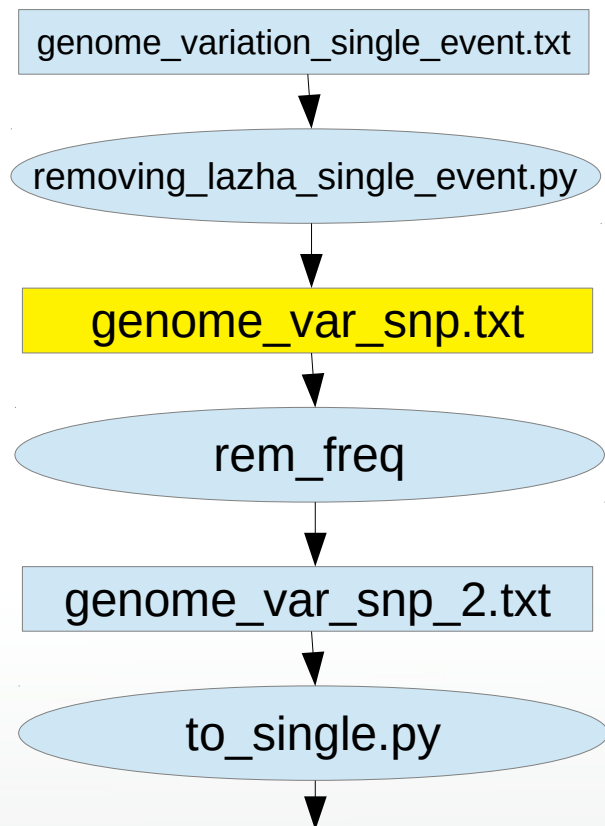 genome_variation_single_event.txt
removing_lazha_single_event.py
genome_var_snp.txt
rem_freq
genome_var_snp_2.txt
to_single.py